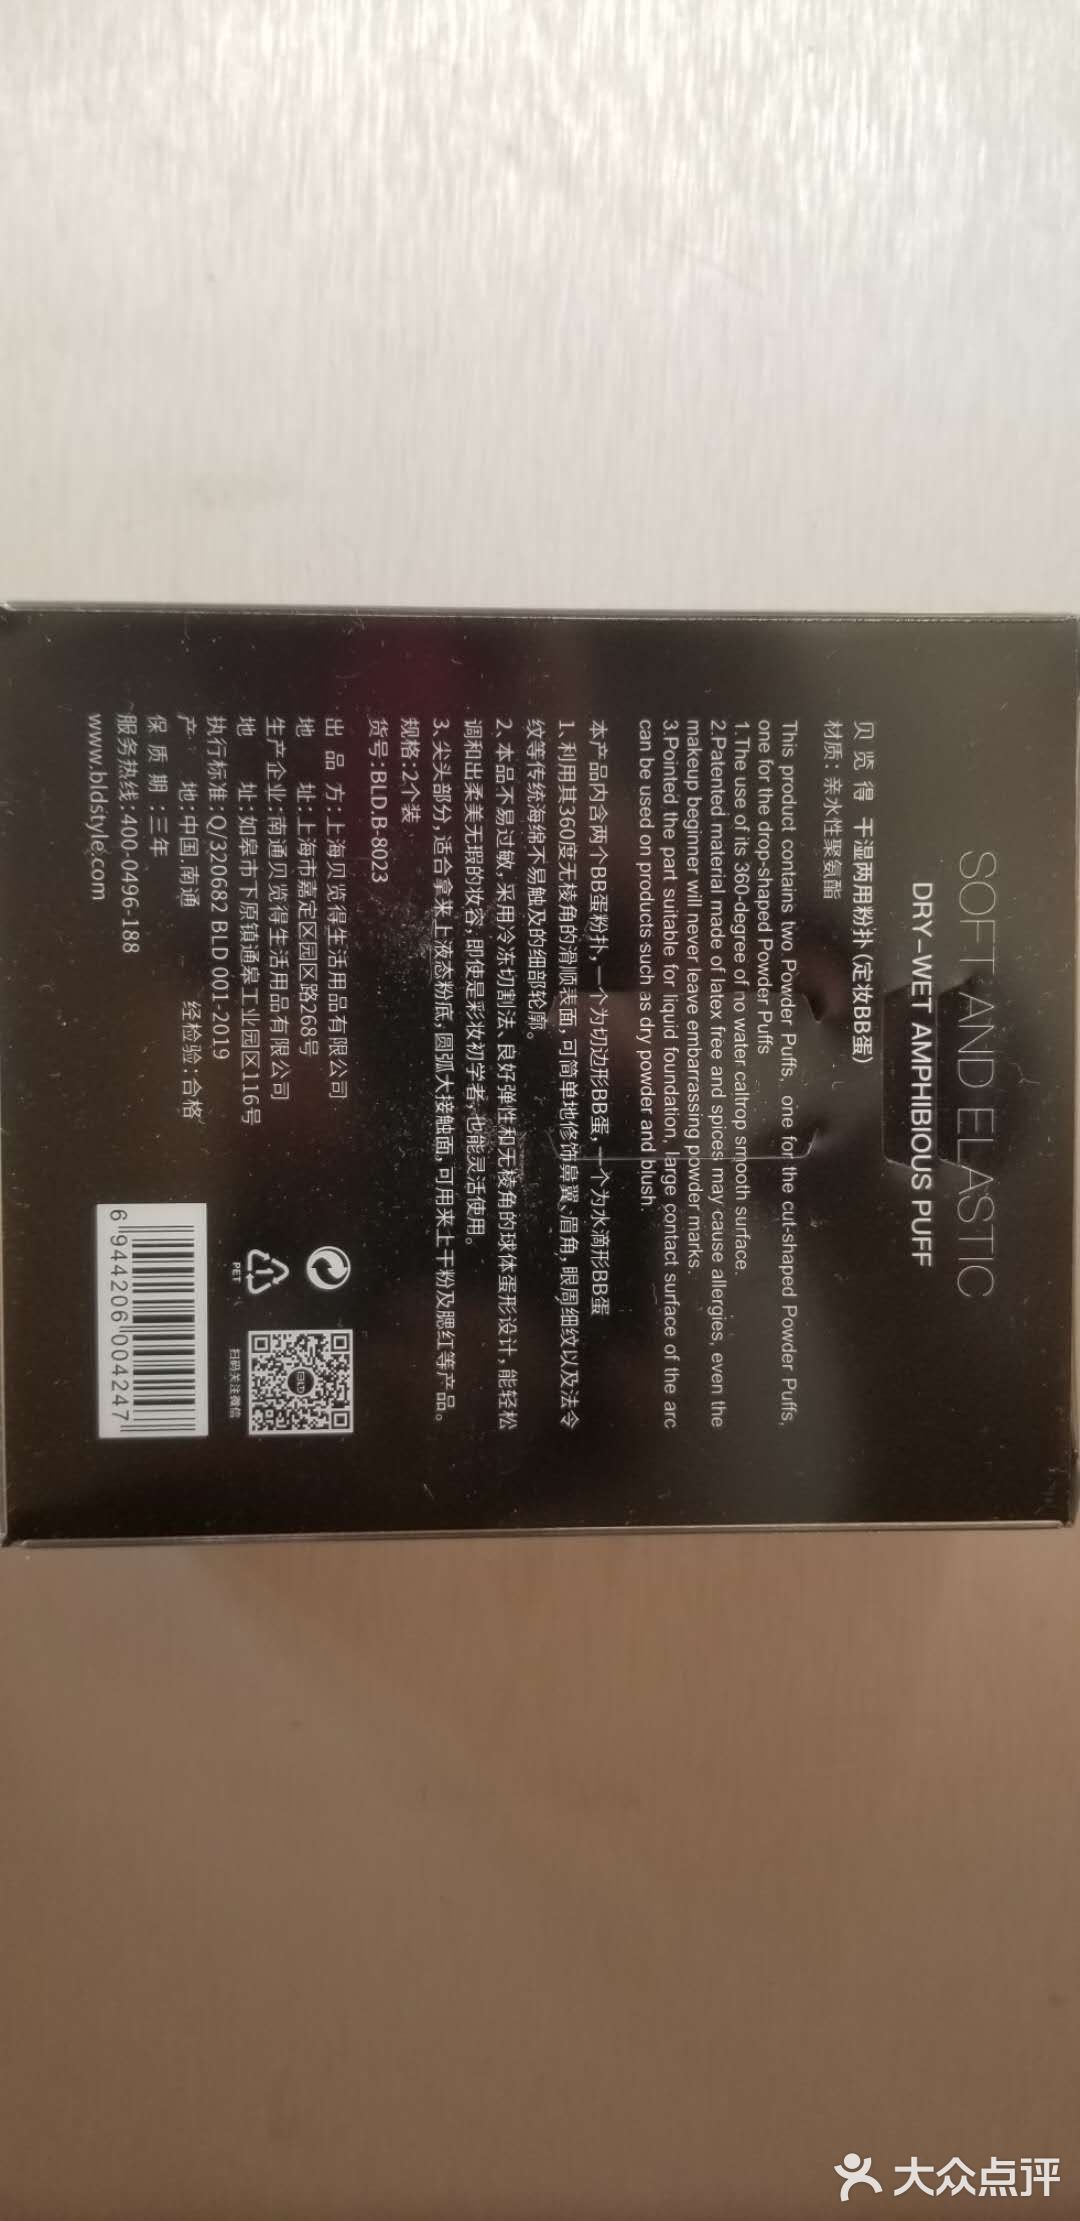 SOFT AND ELASTIC
DRY-WET AMPHIBIOUS PUFF
贝览得 干湿两用粉扑(定妆BB蛋)
材质:亲水性聚氨酯
This product contains two Powder Puffs, one for the cut-shaped Powder Puffs,
one for the drop-shaped Powder Puffs
1.The use of its 360-degree of no water caltrop smooth surface.
2.Patented material made of latex free and spices may cause allergies, even the
makeup beginner will never leave embarrassing powder marks.
3.Pointed the part suitable for liquid foundation, large contact surface of the arc
can be used on products such as dry powder and blush.
本产品内含两个BB蛋粉扑,一个为切边形BB蛋,一个为水滴形BB蛋
1、利用其360度无棱角的滑顺表面,可简单地修饰鼻翼、眉角,眼周细纹以及法令
纹等传统海绵不易触及的细部轮廓。
2、本品不易过敏,采用冷冻切割法、良好弹性和无棱角的球体蛋形设计,能轻松
调和出柔美无瑕的妆容,即使是彩妆初学者,也能灵活使用。
3、尖头部分,适合拿来上液态粉底,圆弧大接触面,可用来上干粉及腮红等产品。
规格:2个装
货号:BLD.B-8023
出品方:上海贝览得生活用品有限公司
地址:上海市嘉定区园区路268号
生产企业:南通贝览得生活用品有限公司
地址:如皋市下原镇通皋工业园区116号
执行标准:Q/320682 BLD 001-2019
产地:中国.南通 经检验:合格
保质期:三年
服务热线:400-0496-188
www.bldstyle.com
PET
BLD
扫码关注微信
6 944206 004247
大众点评